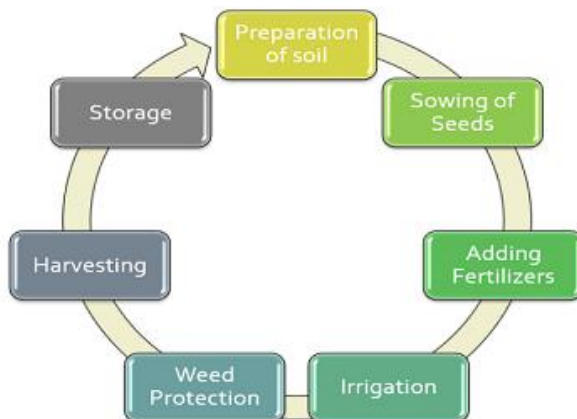 Preparation
of soil
Sowing of
Seeds
Adding
Fertilizers
Irrigation
Weed
Protection
Harvesting
Storage